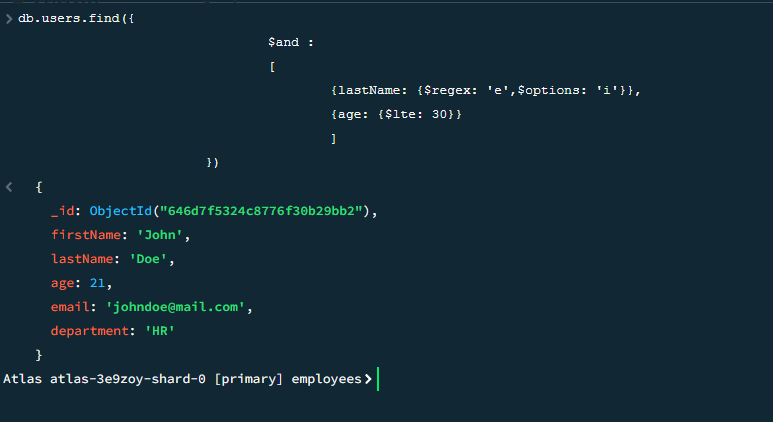 db.users.find({
$and :
[
{lastName: {$regex: 'e',$options: 'i'}},
{age: {$lte: 30}}
]
})
{
_id: ObjectId("646d7f5324c8776f30b29bb2"),
firstName: 'John',
lastName: 'Doe',
age: 21,
email: 'johndoe@mail.com',
department: 'HR'
}
Atlas atlas-3e9zoy-shard-0 [primary] employees>